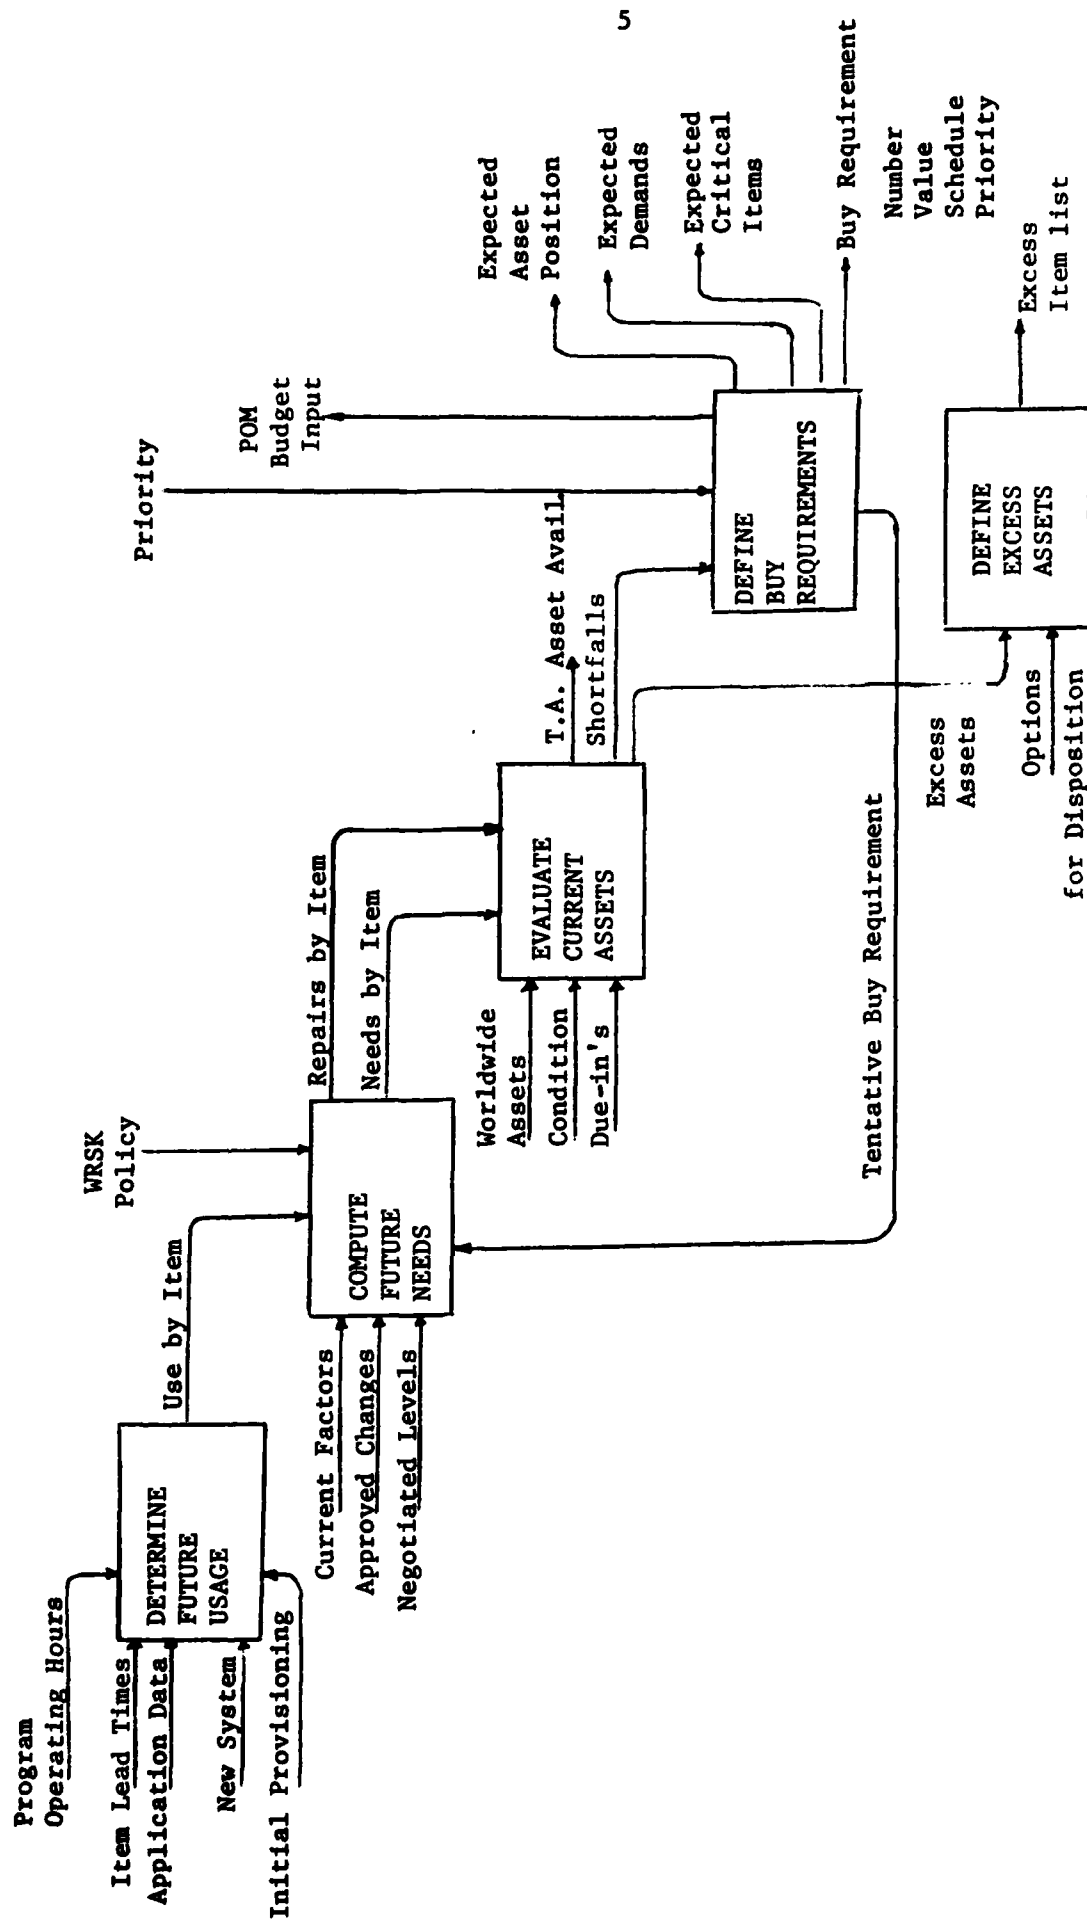 5
Program
Operating Hours
Item Lead Times
Application Data
New System
Initial Provisioning
DETERMINE
FUTURE
USAGE
Use by Item
WRSK
Policy
Current Factors
Approved Changes
Negotiated Levels
COMPUTE
FUTURE
NEEDS
Repairs by Item
Needs by Item
Worldwide
Assets
Condition
Due-in's
EVALUATE
CURRENT
ASSETS
T.A. Asset Avail.
Shortfalls
Priority
POM
Budget
Input
DEFINE
BUY
REQUIREMENTS
Expected
Asset
Position
Expected
Demands
Expected
Critical
Items
Buy Requirement
Number
Value
Schedule
Priority
Tentative Buy Requirement
Excess
Assets
Options
for Disposition
DEFINE
EXCESS
ASSETS
Excess
Item list